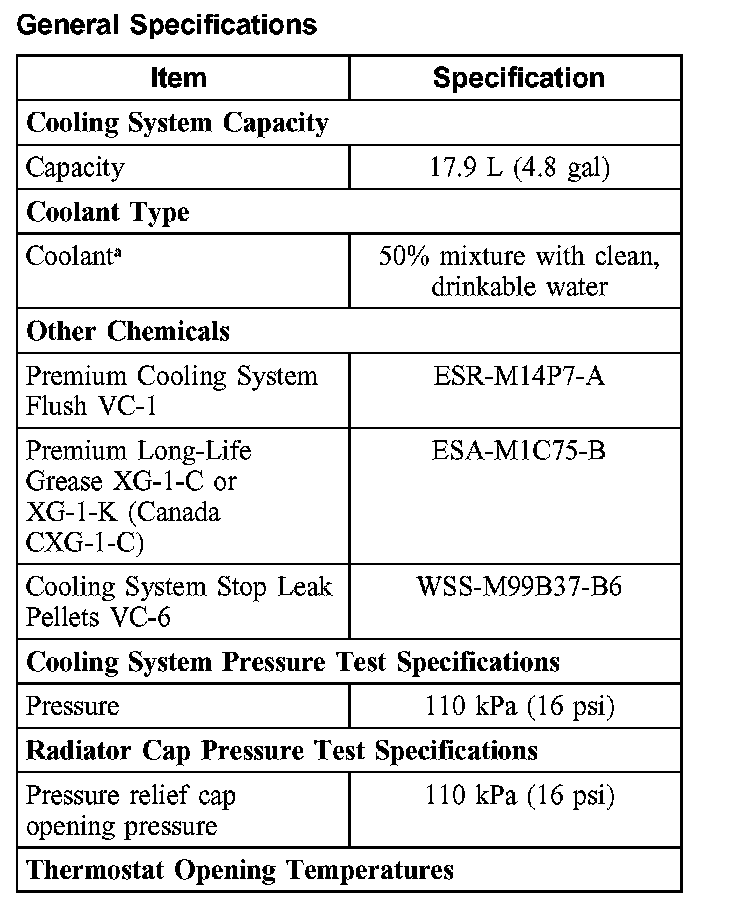 General Specifications
Item Specification
Cooling System Capacity
Capacity 17.9 L (4.8 gal)
Coolant Type
Coolantª 50% mixture with clean,
drinkable water
Other Chemicals
Premium Cooling System ESR-M14P7-A
Flush VC-1
Premium Long-Life ESA-M1C75-B
Grease XG-1-C or
XG-1-K (Canada
CXG-1-C)
Cooling System Stop Leak WSS-M99B37-B6
Pellets VC-6
Cooling System Pressure Test Specifications
Pressure 110 kPa (16 psi)
Radiator Cap Pressure Test Specifications
Pressure relief cap 110 kPa (16 psi)
opening pressure
Thermostat Opening Temperatures